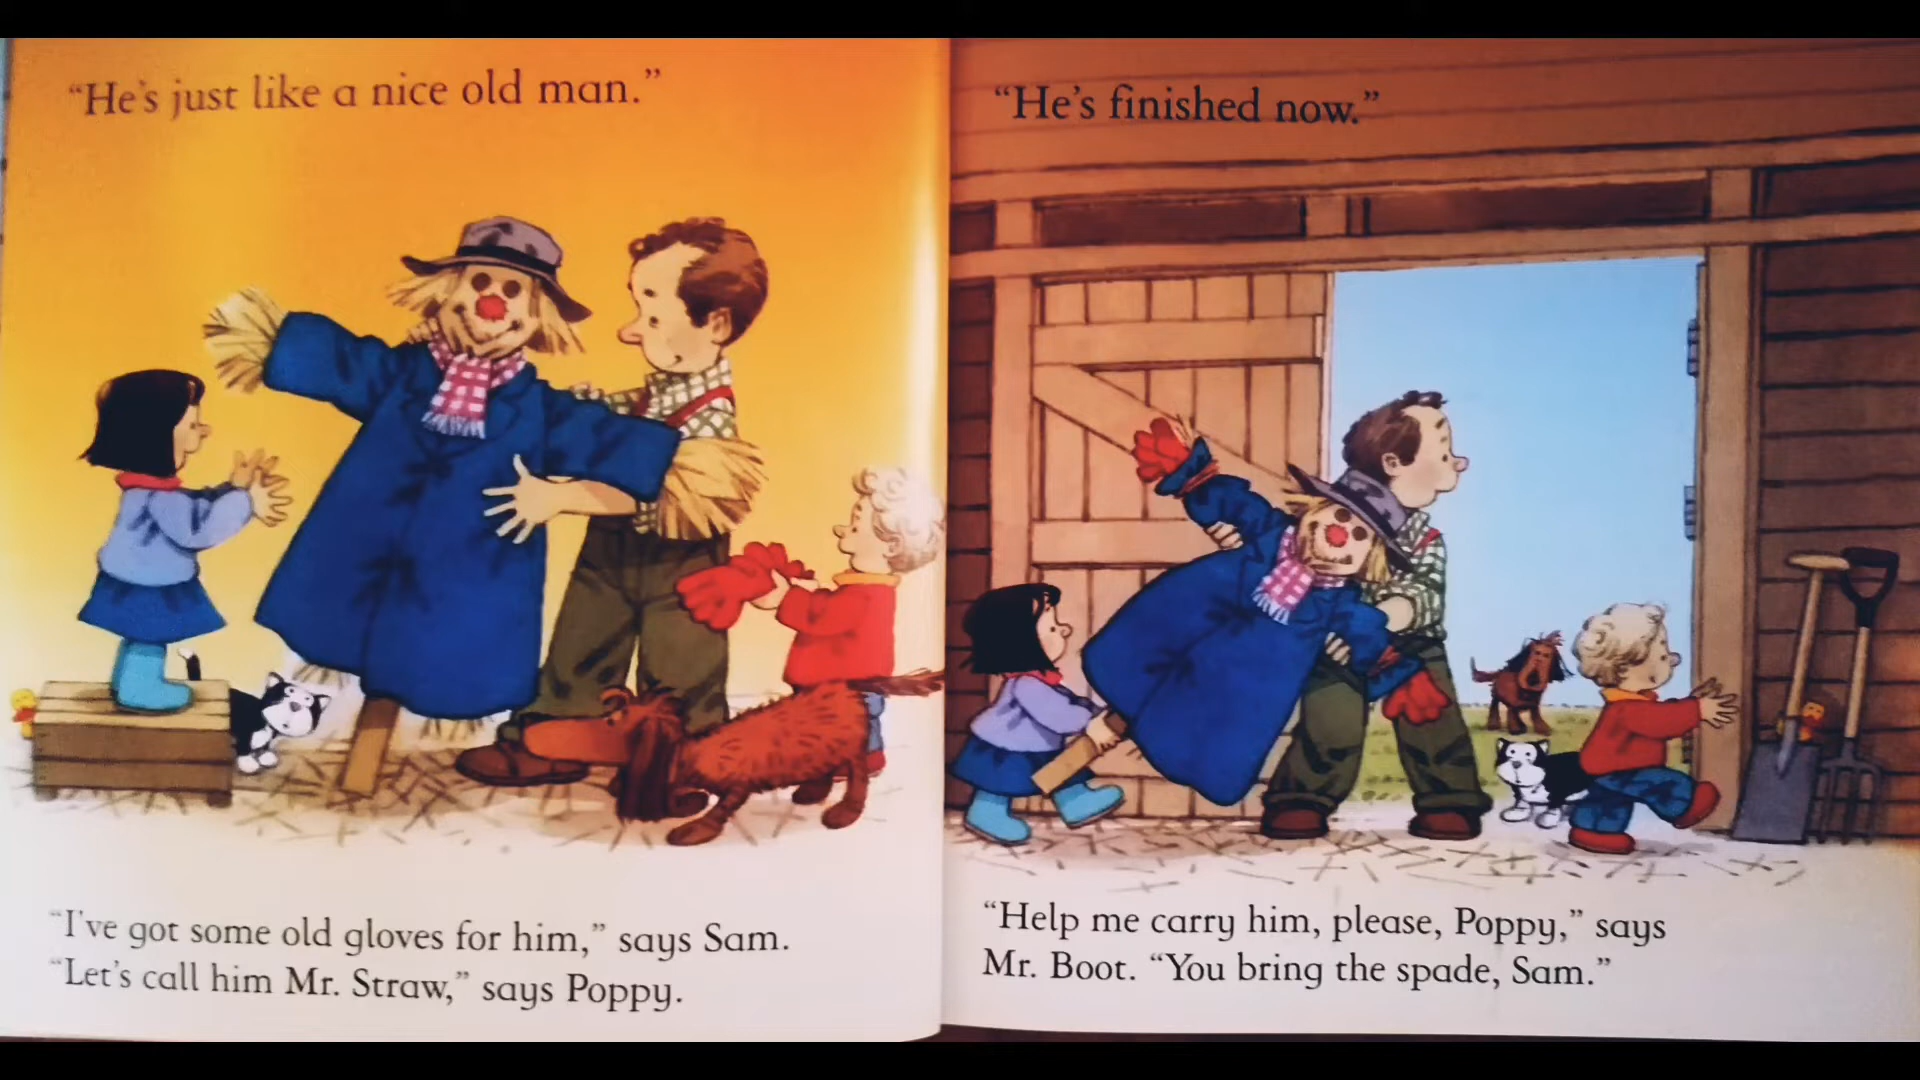 “He’s just like a nice old man.”
“I’ve got some old gloves for him,” says Sam.
“Let’s call him Mr. Straw,” says Poppy.
“He’s finished now.”
“Help me carry him, please, Poppy,” says
Mr. Boot. “You bring the spade, Sam.”